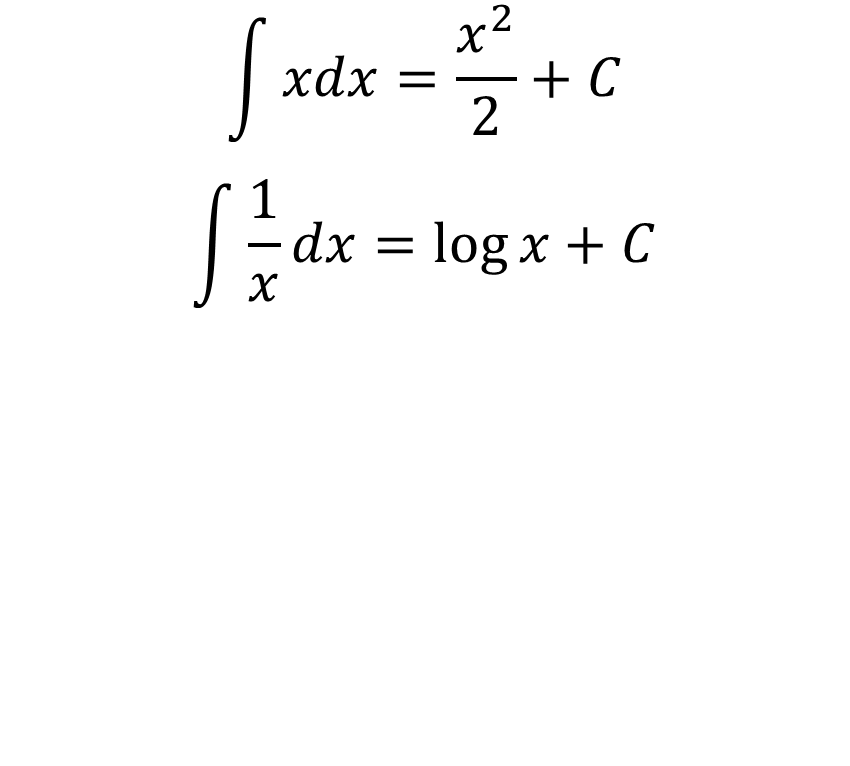 ∫ xdx = x²/2 + C
∫ 1/x dx = log x + C